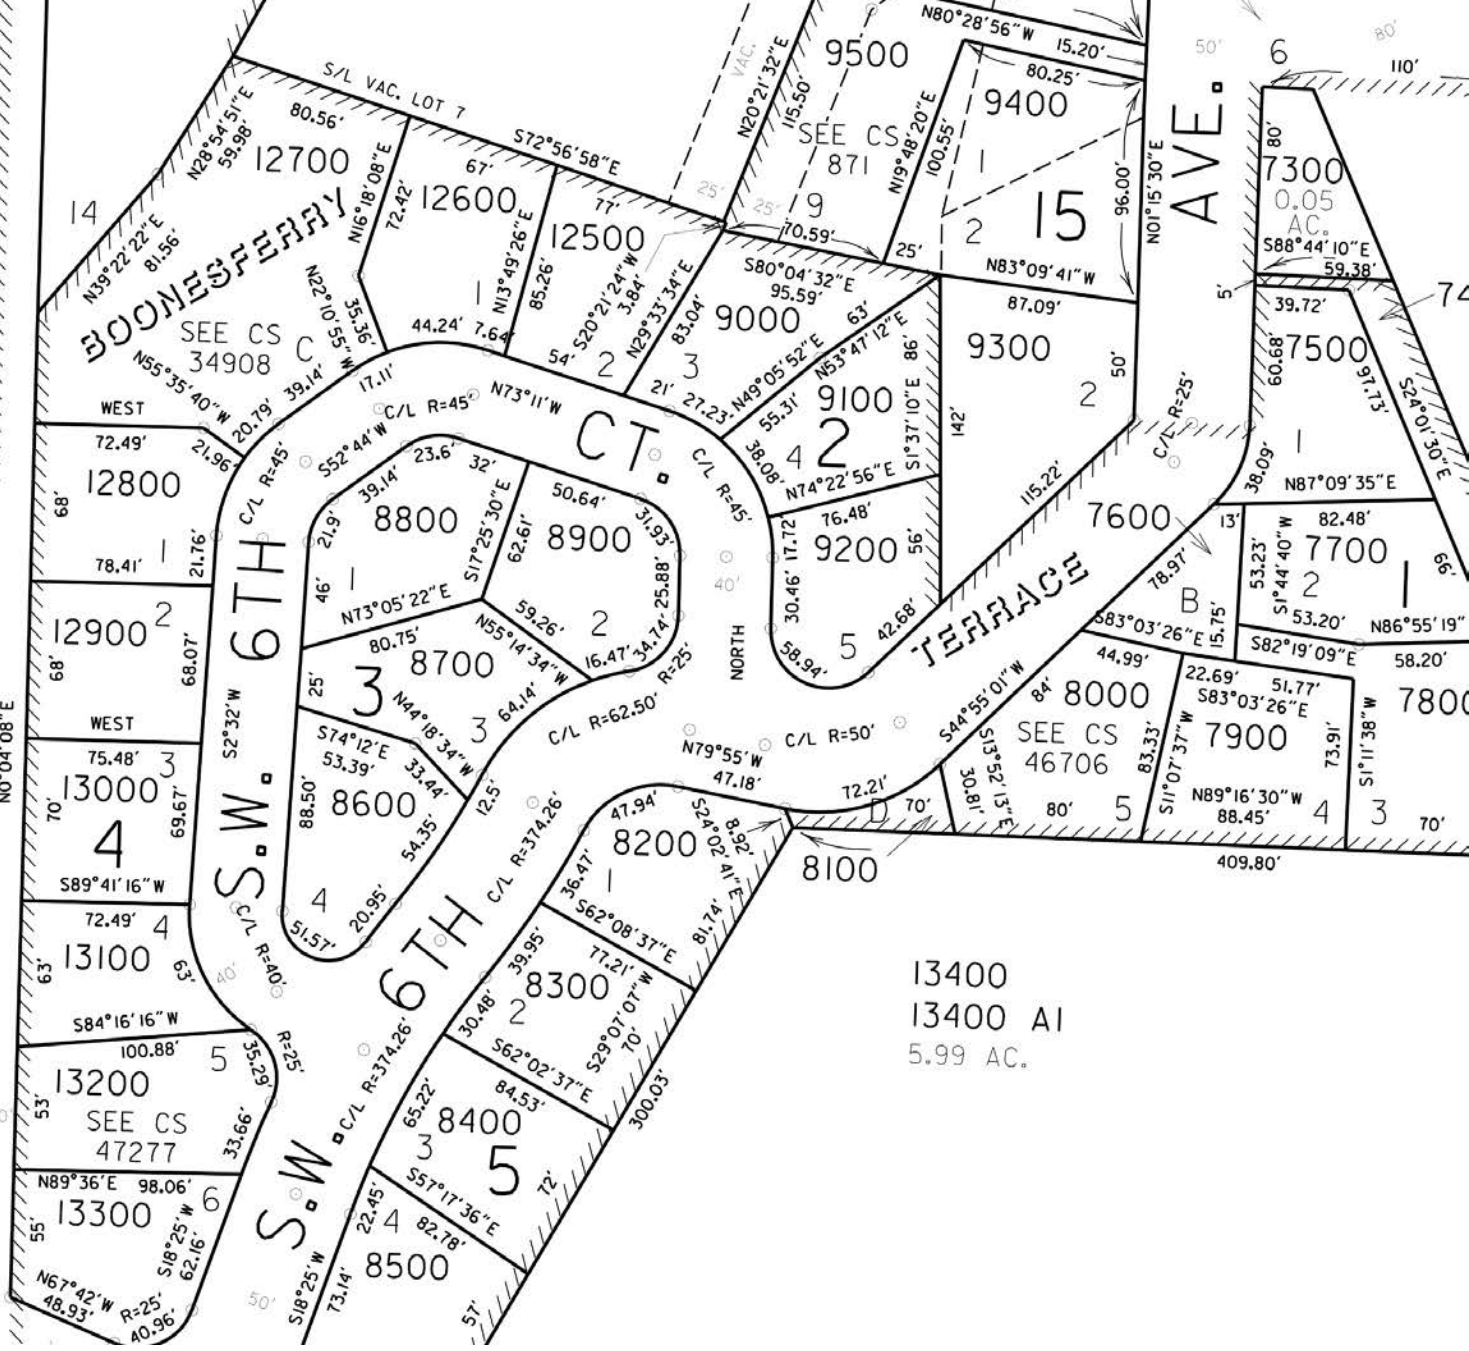 N80°28'56"W
15.20'
50'
6
80'
110'
VAC.
N20°21'32"E
115.50'
9500
80.25'
9400
S/L VAC. LOT 7
N28°54'51"E
59.98'
80.56'
12700
S72°56'58"E
SEE CS
871
N19°48'20"E
100.55'
1
AVE.
80'
7300
0.05
AC.
14
N16°18'08"E
72.42'
67'
12600
77'
12500
25'
25'
9
70.59'
25'
2
15
96.00'
N01°15'30"E
N39°22'22"E
81.56'
BOONESFERRY
S88°44'10"E
59.38'
N22°10'55"W
35.36'
1
N13°49'26"E
85.26'
S20°21'24"W
3.84'
N29°33'34"E
83.04'
S80°04'32"E
95.59'
9000
63'
N83°09'41"W
87.09'
9300
5'
39.72'
74
SEE CS
34908
C
N55°35'40"W
44.24'
7.64'
54'
2
3
N49°05'52"E
N53°47'12"E
86'
50'
2
60.68'
7500
97.73'
S24°01'30"E
39.14'
17.11'
C/L R=45'
N73°11'W
21'
27.23'
55.31'
9100
S1°37'10"E
142'
C/L R=25'
WEST
72.49'
20.79'
21.96'
S52°44'W
23.6'
32'
CT.
C/L R=45'
38.08'
4
2
N74°22'56"E
115.22'
38.09'
1
N87°09'35"E
12800
68'
C/L R=45'
39.14'
8800
50.64'
8900
31.93'
76.48'
9200
56'
7600
13'
82.48'
7700
66'
1
78.41'
21.76'
21.9'
46'
1
S17°25'30"E
62.61'
17.72'
30.46'
40'
78.97'
53.23'
S1°44'40"W
2
1
12900
2
68'
68.07'
S.W. 6TH
N73°05'22"E
80.75'
59.26'
2
25.88'
34.74'
16.47'
R=25'
NORTH
58.94'
5
42.68'
TERRACE
B
S83°03'26"E
15.75'
53.20'
N86°55'19"
S82°19'09"E
58.20'
N0°04'08"E
WEST
S2°32'W
25'
3
8700
N55°14'34"W
N44°18'34"W
3
64.14'
C/L R=62.50'
N79°55'W
47.18'
C/L R=50'
S44°55'01"W
84'
44.99'
8000
22.69'
51.77'
S83°03'26"E
7900
7800
75.48'
3
13000
70'
69.67'
4
S74°12'E
53.39'
33.44'
8600
88.50'
12.5'
54.35'
SEE CS
46706
83.33'
S11°07'37"W
73.91'
S1°11'38"W
72.21'
D
70'
30.81'
S13°52'13"E
80'
5
N89°16'30"W
88.45'
4
3
70'
409.80'
S89°41'16"W
72.49'
4
13100
63'
63'
C/L R=40'
40'
4
51.57'
20.95'
C/L R=374.26'
47.94'
8200
1
36.47'
S24°02'41"E
8.92'
81.74'
8100
S62°08'37"E
S84°16'16"W
100.88'
5
13200
53'
SEE CS
47277
35.29'
R=25'
33.66'
S.W. 6TH
C/L R=374.26'
39.95'
77.21'
8300
2
30.48'
S29°07'07"W
70'
S62°02'37"E
84.53'
300.03'
13400
13400 A1
5.99 AC.
N89°36'E
98.06'
6
13300
55'
S18°25'W
62.16'
65.22'
8400
3
5
72'
S57°17'36"E
82.78'
22.45'
4
8500
N67°42'W
48.93'
R=25'
40.96'
50'
S18°25'W
73.14'
57'